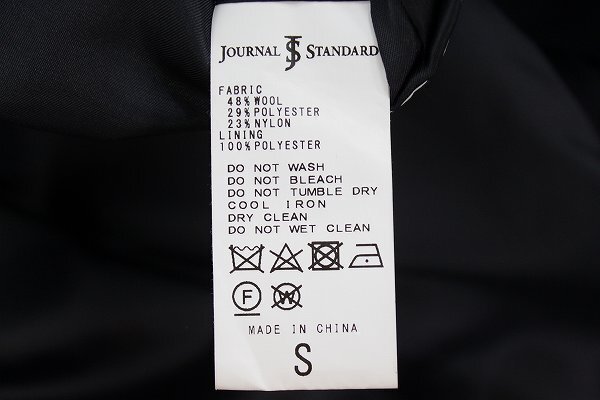 JOURNAL JS STANDARD
FABRIC
48%WOOL
29%POLYESTER
23%NYLON
LINING
100%POLYESTER
DO NOT WASH
DO NOT BLEACH
DO NOT TUMBLE DRY
COOL IRON
DRY CLEAN
DO NOT WET CLEAN
F W
MADE IN CHINA
S